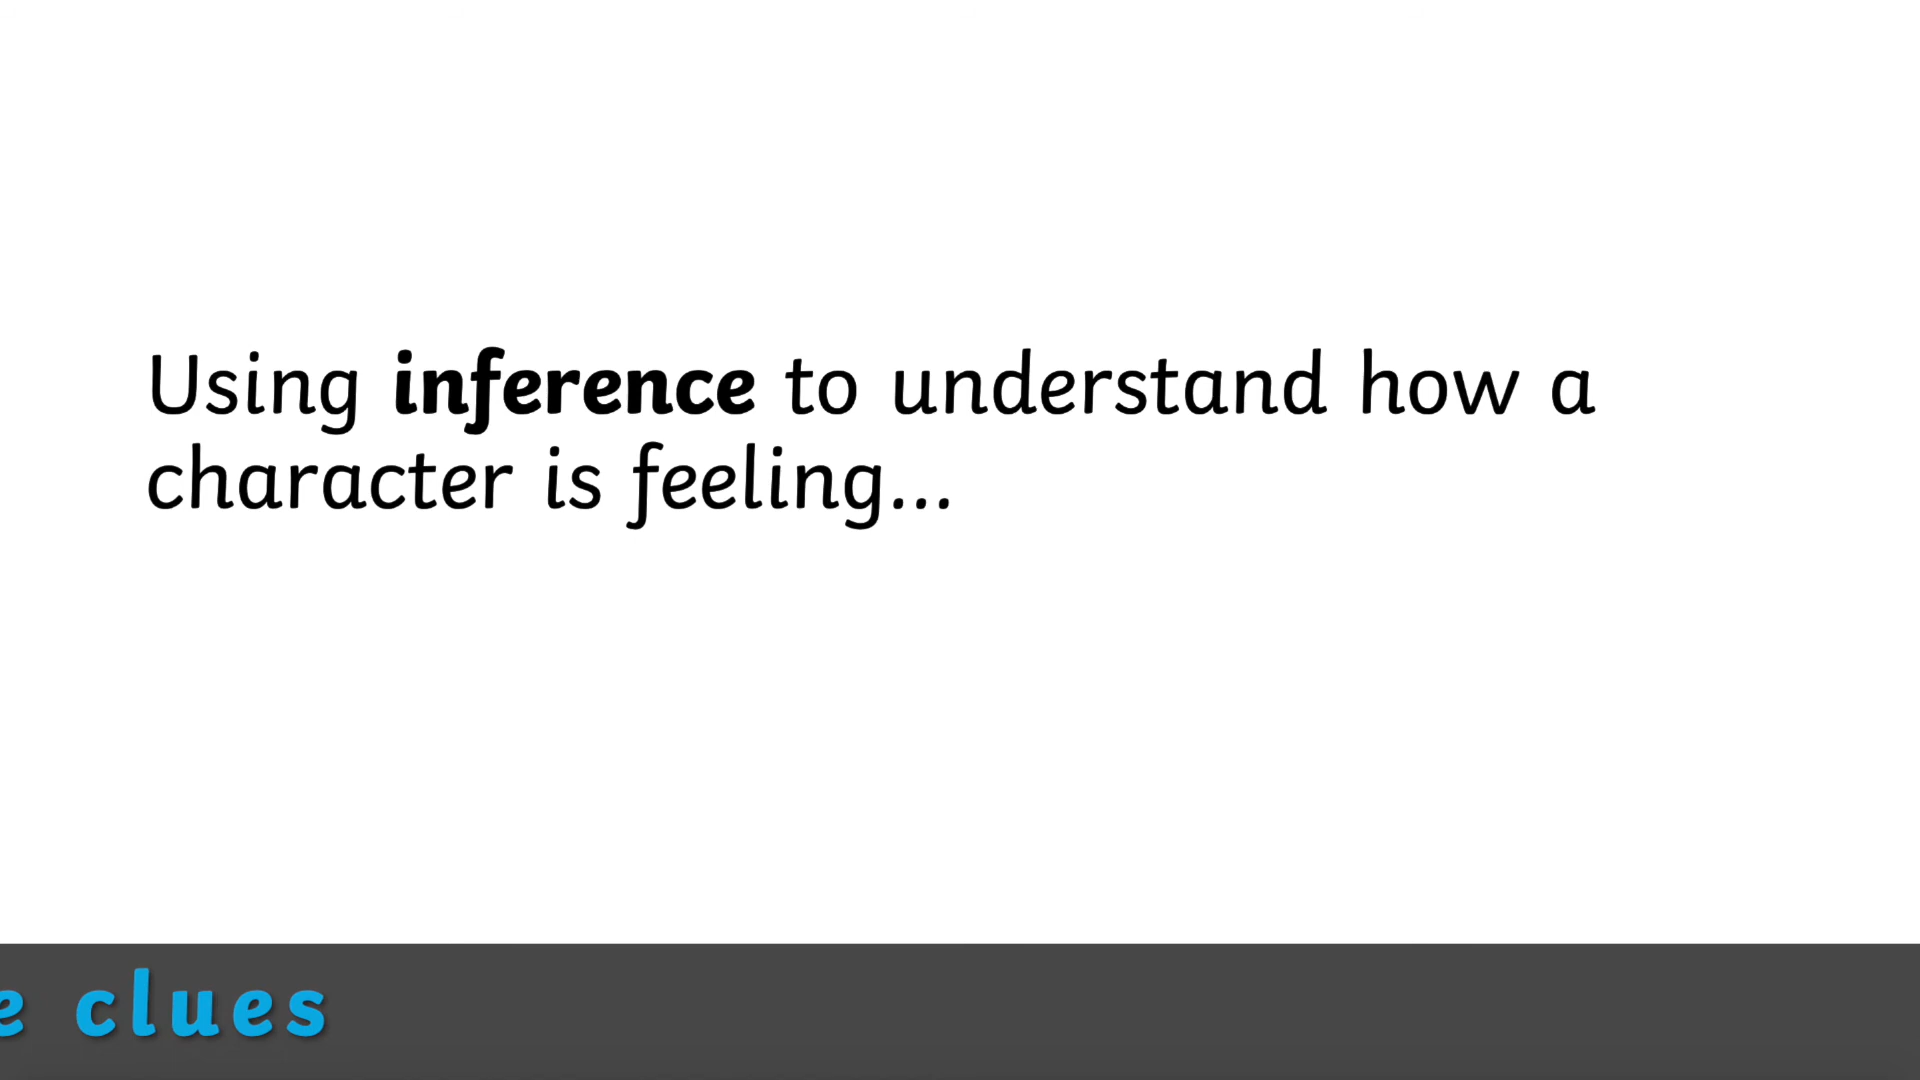 Using inference to understand how a
character is feeling...
e clues